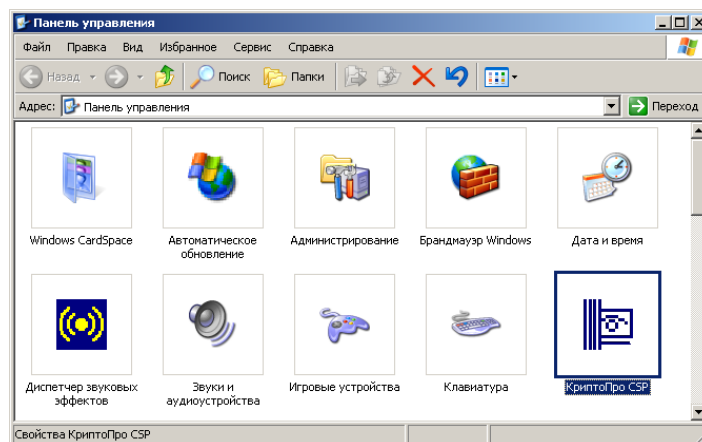 Панель управления
Файл Правка Вид Избранное Сервис Справка
Назад Поиск Папки
Адрес: Панель управления Переход
Windows CardSpace Автоматическое обновление Администрирование Брандмауэр Windows Дата и время
Диспетчер звуковых эффектов Звуки и аудиоустройства Игровые устройства Клавиатура КриптоПро CSP
Свойства КриптоПро CSP